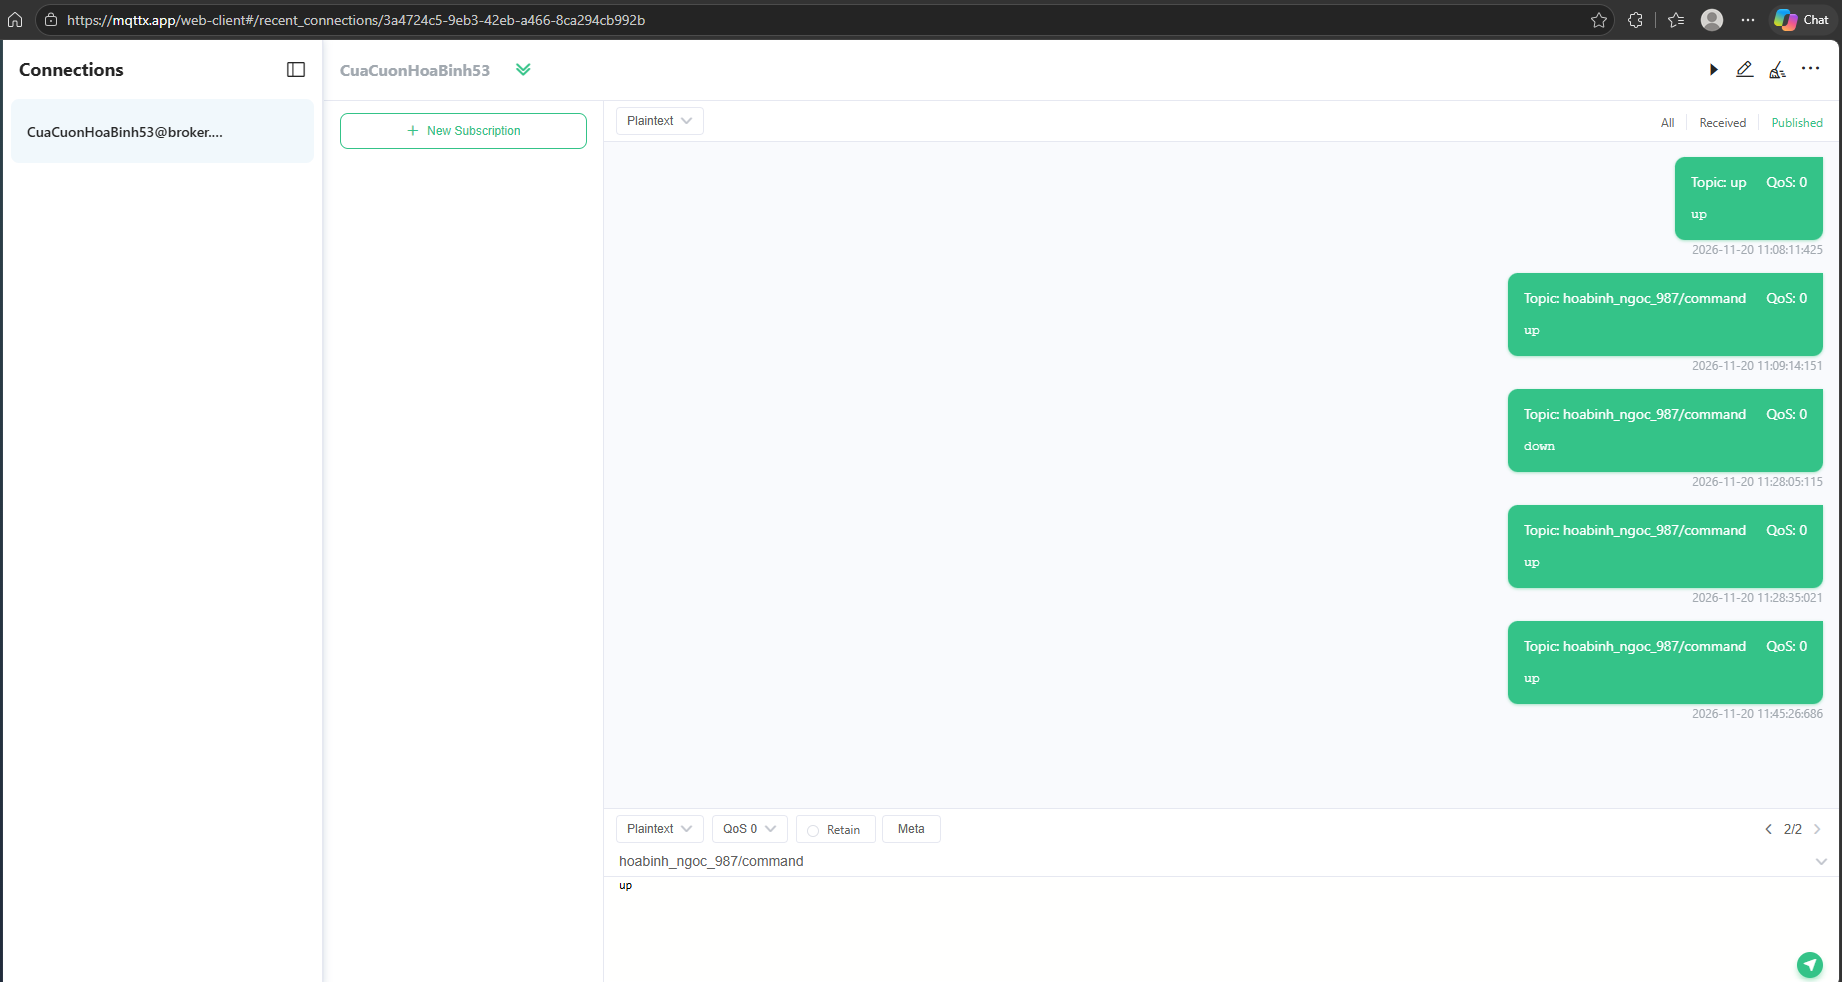 https://mqttx.app/web-client#/recent_connections/3a4724c5-9eb3-42eb-a466-8ca294cb992b
Chat
Connections
CuaCuonHoaBinh53
CuaCuonHoaBinh53@broker....
+ New Subscription
Plaintext
All
Received
Published
Topic: up QoS: 0
up
2026-11-20 11:08:11:425
Topic: hoabinh_ngoc_987/command QoS: 0
up
2026-11-20 11:09:14:151
Topic: hoabinh_ngoc_987/command QoS: 0
down
2026-11-20 11:28:05:115
Topic: hoabinh_ngoc_987/command QoS: 0
up
2026-11-20 11:28:35:021
Topic: hoabinh_ngoc_987/command QoS: 0
up
2026-11-20 11:45:26:686
Plaintext
QoS 0
Retain
Meta
2/2
hoabinh_ngoc_987/command
up